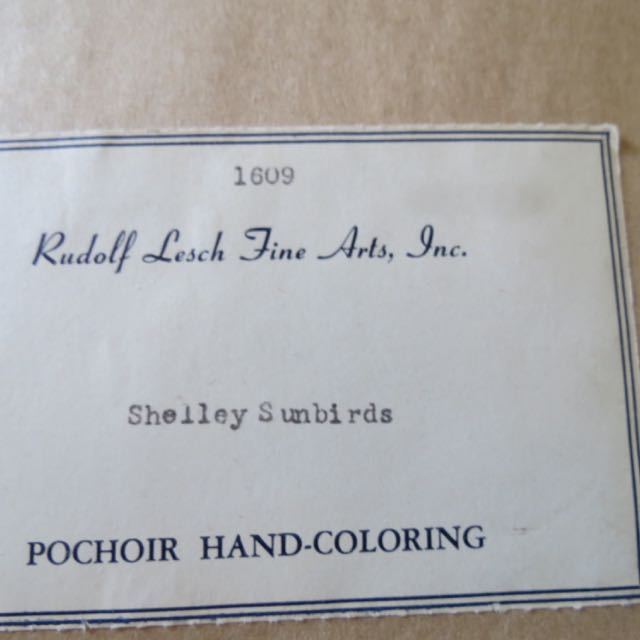 1609
Rudolf Lesch Fine Arts, Inc.
Shelley Sunbirds
POCHOIR HAND-COLORING